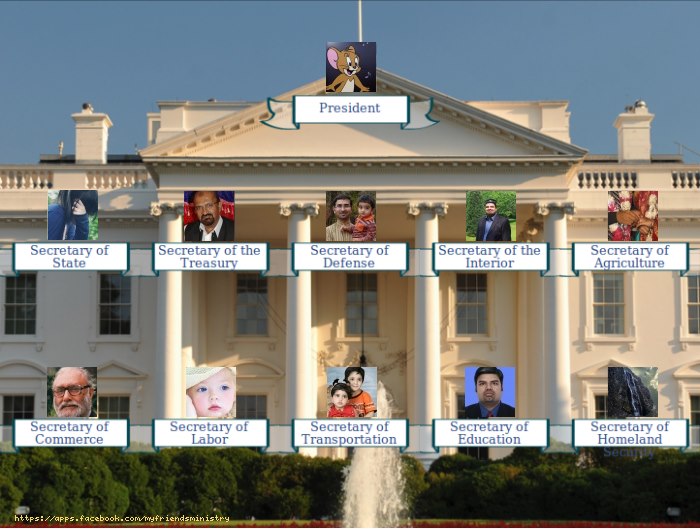 President
Secretary of
State
Secretary of the
Treasury
Secretary of
Defense
Secretary of the
Interior
Secretary of
Agriculture
Secretary of
Commerce
Secretary of
Labor
Secretary of
Transportation
Secretary of
Education
Secretary of
Homeland
Security
https://apps.facebook.com/myfriendsministry